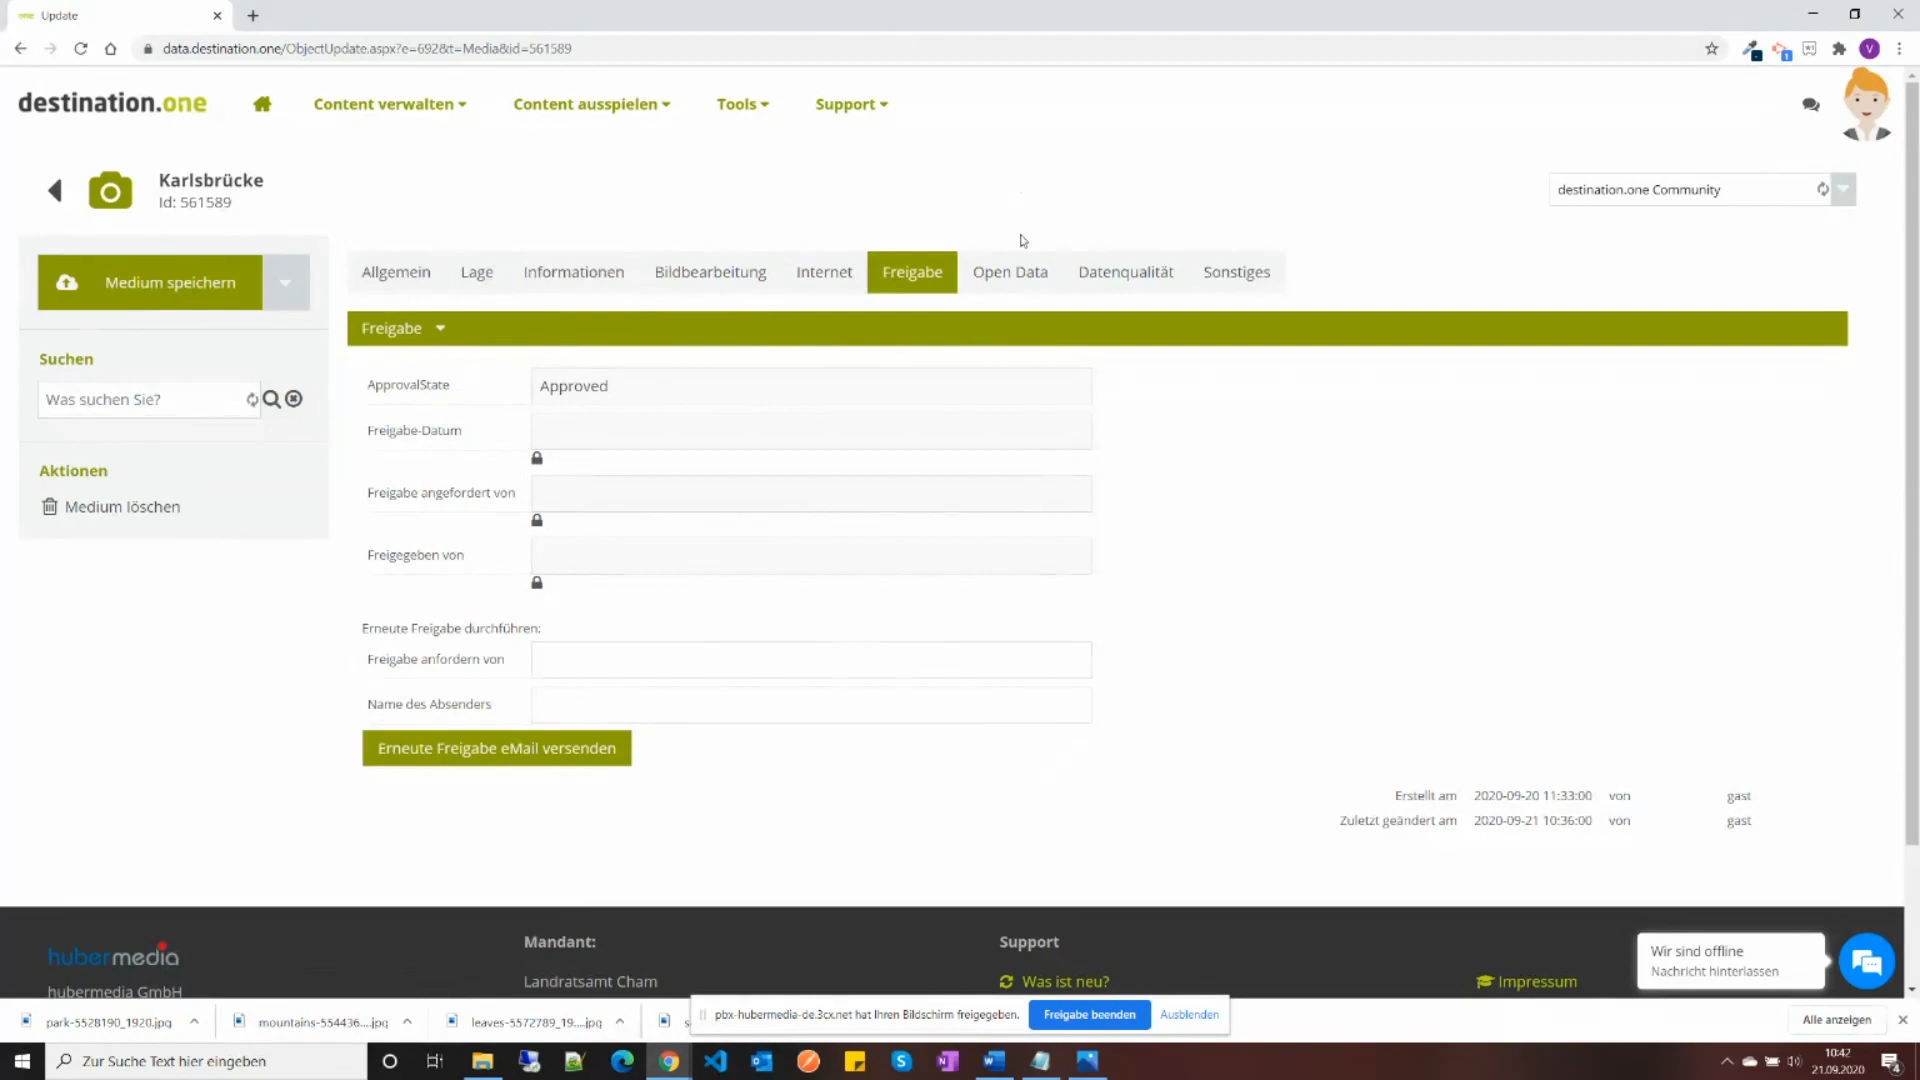 Update
data.destination.one/ObjectUpdate.aspx?e=692&t=Media&id=561589
V
destination.one
Content verwalten
Content ausspielen
Tools
Support
Karlsbrücke
Id: 561589
destination.one Community
Medium speichern
Allgemein
Lage
Informationen
Bildbearbeitung
Internet
Freigabe
Open Data
Datenqualität
Sonstiges
Freigabe
Suchen
Was suchen Sie?
Aktionen
Medium löschen
ApprovalState
Approved
Freigabe-Datum
Freigabe angefordert von
Freigegeben von
Erneute Freigabe durchführen:
Freigabe anfordern von
Name des Absenders
Erneute Freigabe eMail versenden
Erstellt am 2020-09-20 11:33:00 von gast
Zuletzt geändert am 2020-09-21 10:36:00 von gast
hubermedia
hubermedia GmbH
Mandant:
Landratsamt Cham
Support
Was ist neu?
Impressum
Wir sind offline
Nachricht hinterlassen
park-5528190_1920.jpg
mountains-554436....jpg
leaves-5572789_19....jpg
pbx-hubermedia-de.3cx.net hat Ihren Bildschirm freigegeben.
Freigabe beenden
Ausblenden
Alle anzeigen
Zur Suche Text hier eingeben
10:42
21.09.2020